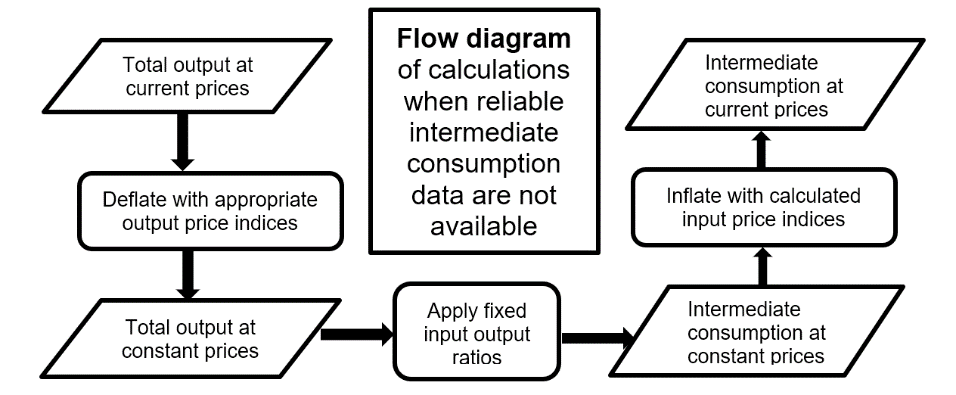 Total output at
current prices
Deflate with appropriate
output price indices
Total output at
constant prices
Flow diagram
of calculations
when reliable
intermediate
consumption
data are not
available
Apply fixed
input output
ratios
Intermediate
consumption at
constant prices
Inflate with calculated
input price indices
Intermediate
consumption at
current prices